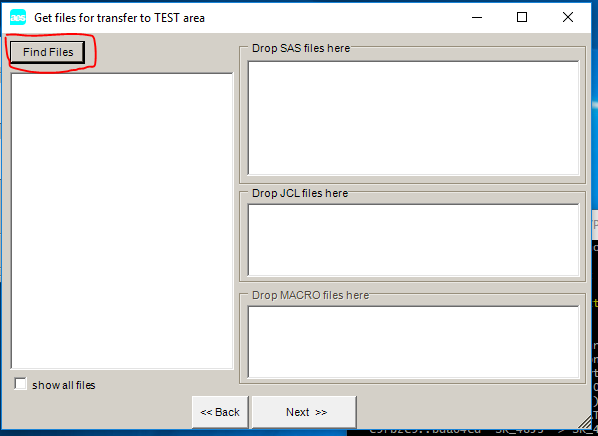 Get files for transfer to TEST area
Find Files
Drop SAS files here
Drop JCL files here
Drop MACRO files here
show all files
<< Back
Next >>